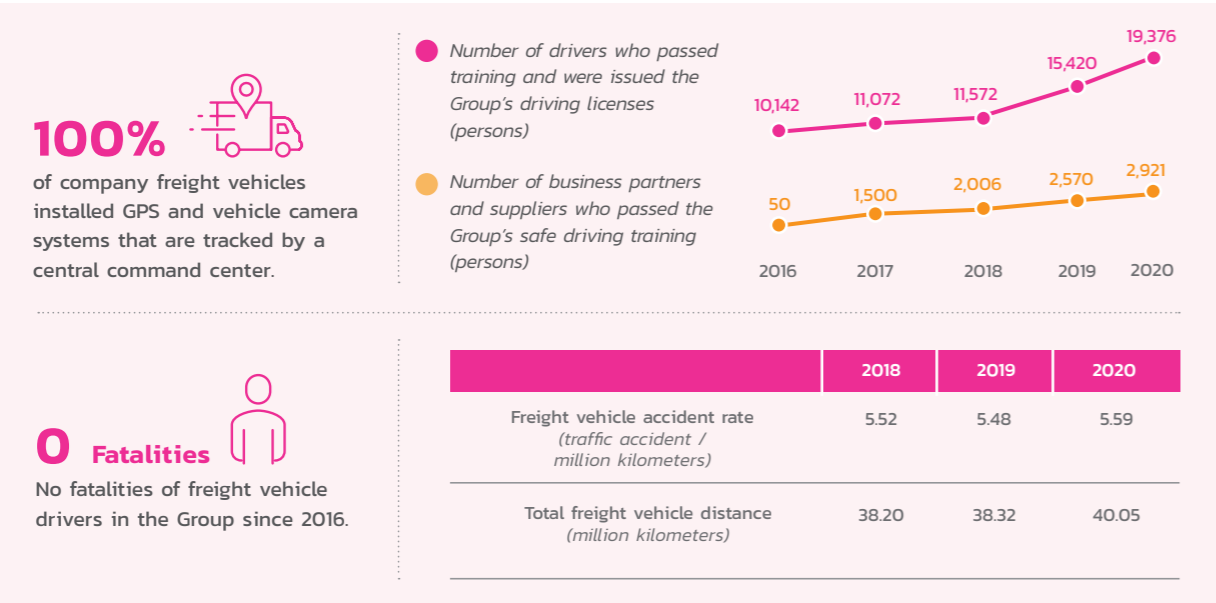 100%
of company freight vehicles
installed GPS and vehicle camera
systems that are tracked by a
central command center.
Number of drivers who passed
training and were issued the
Group's driving licenses
(persons)
10,142
11,072
11,572
15,420
19,376
Number of business partners
and suppliers who passed the
Group's safe driving training
(persons)
50
1,500
2,006
2,570
2,921
2016 2017 2018 2019 2020
0 Fatalities
No fatalities of freight vehicle
drivers in the Group since 2016.
2018 2019 2020
Freight vehicle accident rate 5.52 5.48 5.59
(traffic accident /
million kilometers)
Total freight vehicle distance 38.20 38.32 40.05
(million kilometers)